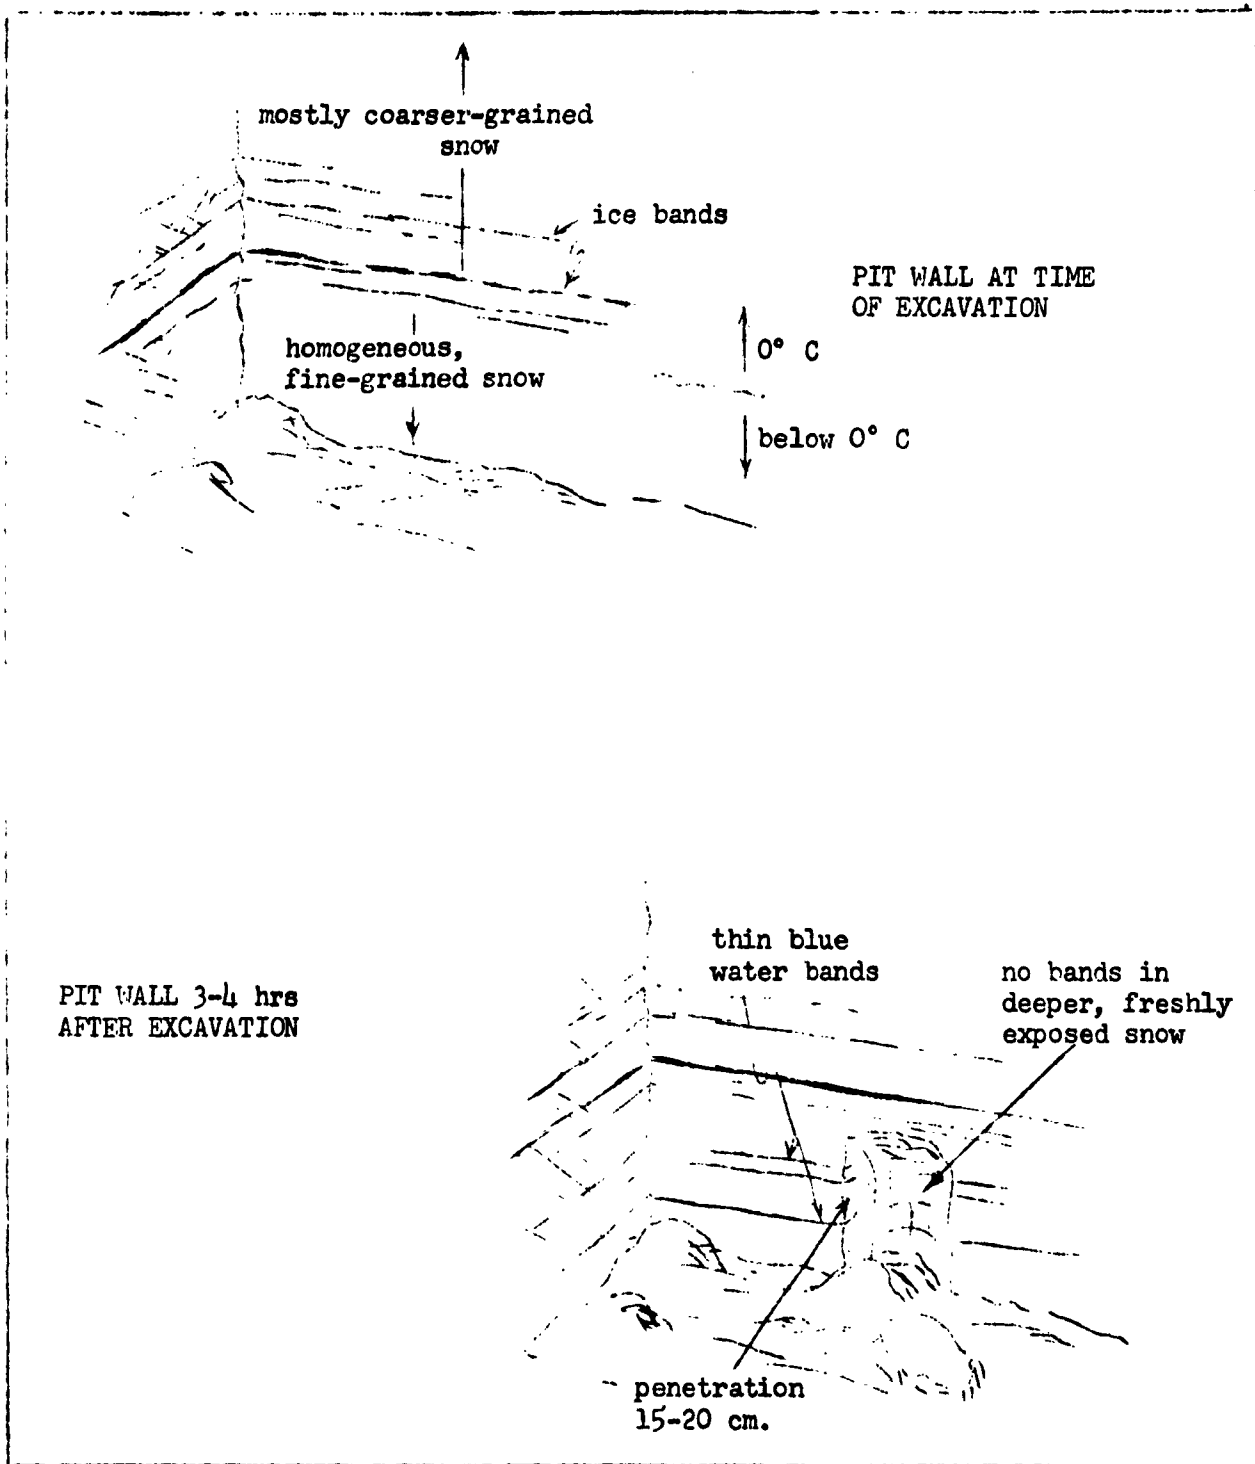 mostly coarser-grained
snow
ice bands
PIT WALL AT TIME
OF EXCAVATION
homogeneous,
fine-grained snow
0° C
below 0° C
PIT WALL 3-4 hrs
AFTER EXCAVATION
thin blue
water bands
no bands in
deeper, freshly
exposed snow
penetration
15-20 cm.